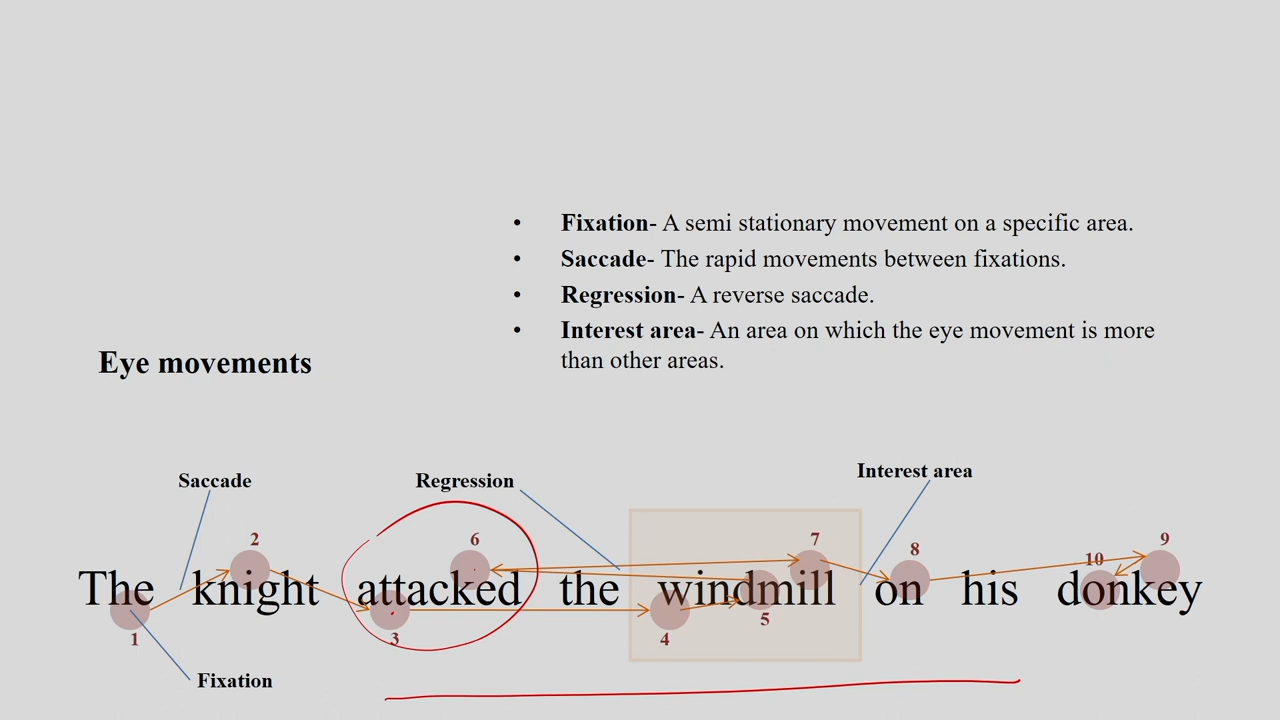 • Fixation- A semi stationary movement on a specific area.
• Saccade- The rapid movements between fixations.
• Regression- A reverse saccade.
• Interest area- An area on which the eye movement is more
than other areas.
Eye movements
Saccade
Regression
Interest area
2
6
7
8
10
9
The knight attacked the windmill on his donkey
1
3
4
5
Fixation